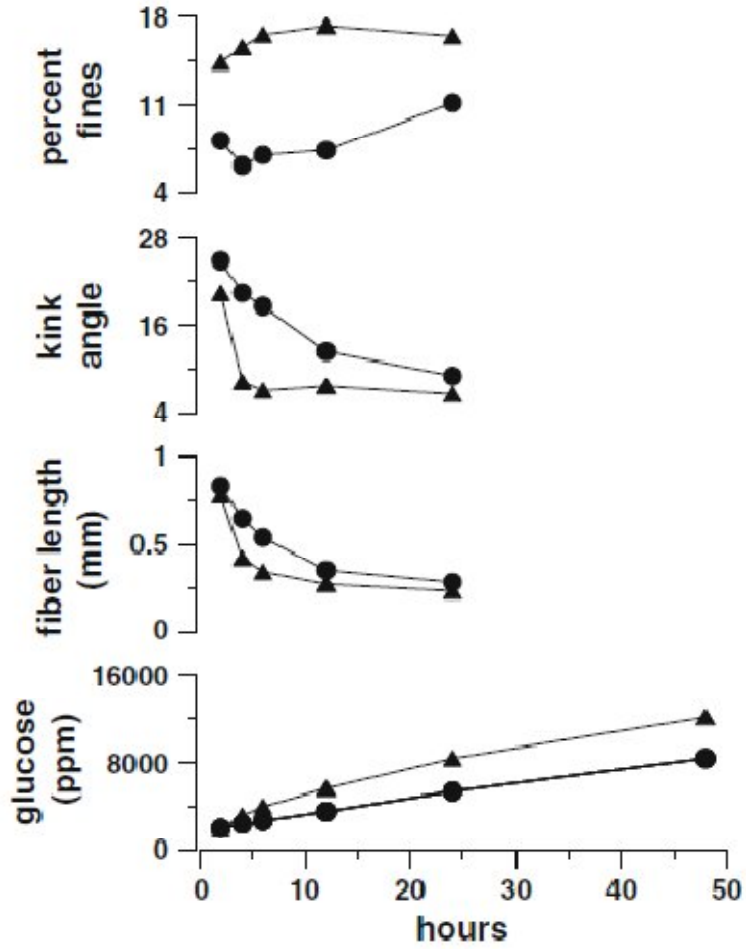 18
percent
fines
11
4
28
kink
angle
16
4
1
fiber length
(mm)
0.5
0
16000
glucose
(ppm)
8000
0
0 10 20 30 40 50
hours